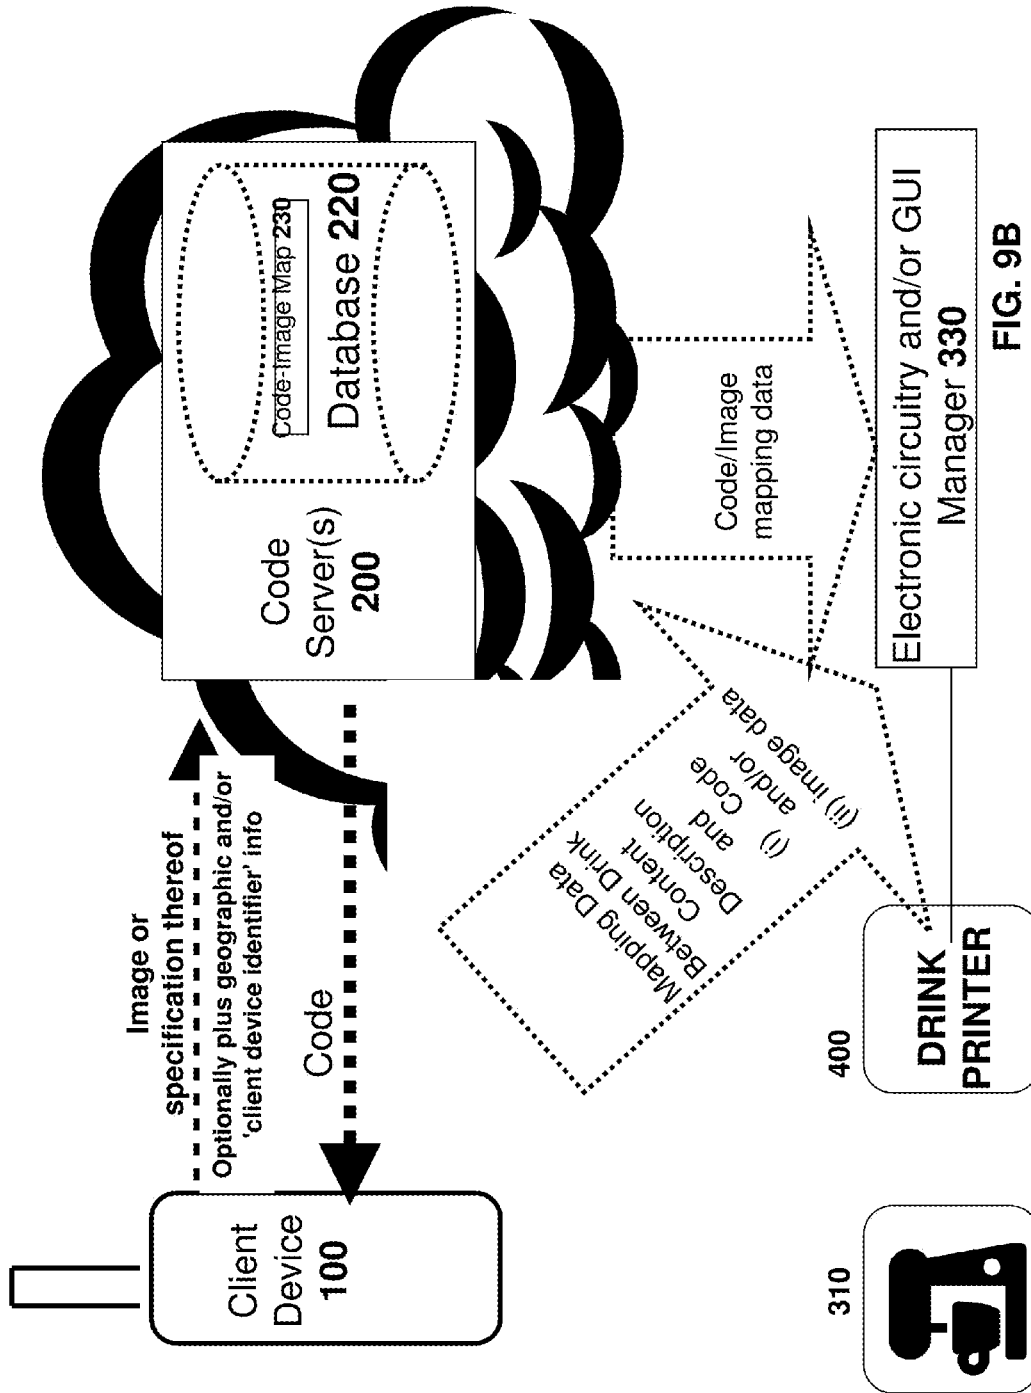 Image or
specification thereof
Optionally plus geographic and/or
'client device identifier' info
Code
Client
Device
100
Code
Server(s)
200
Code-Image Map 230
Database 220
Mapping Data
Between Drink
Content
Description
and
(i) Code
and/or
(ii) image data
Code/Image
mapping data
310
400
DRINK
PRINTER
Electronic circuitry and/or GUI
Manager 330
FIG. 9B